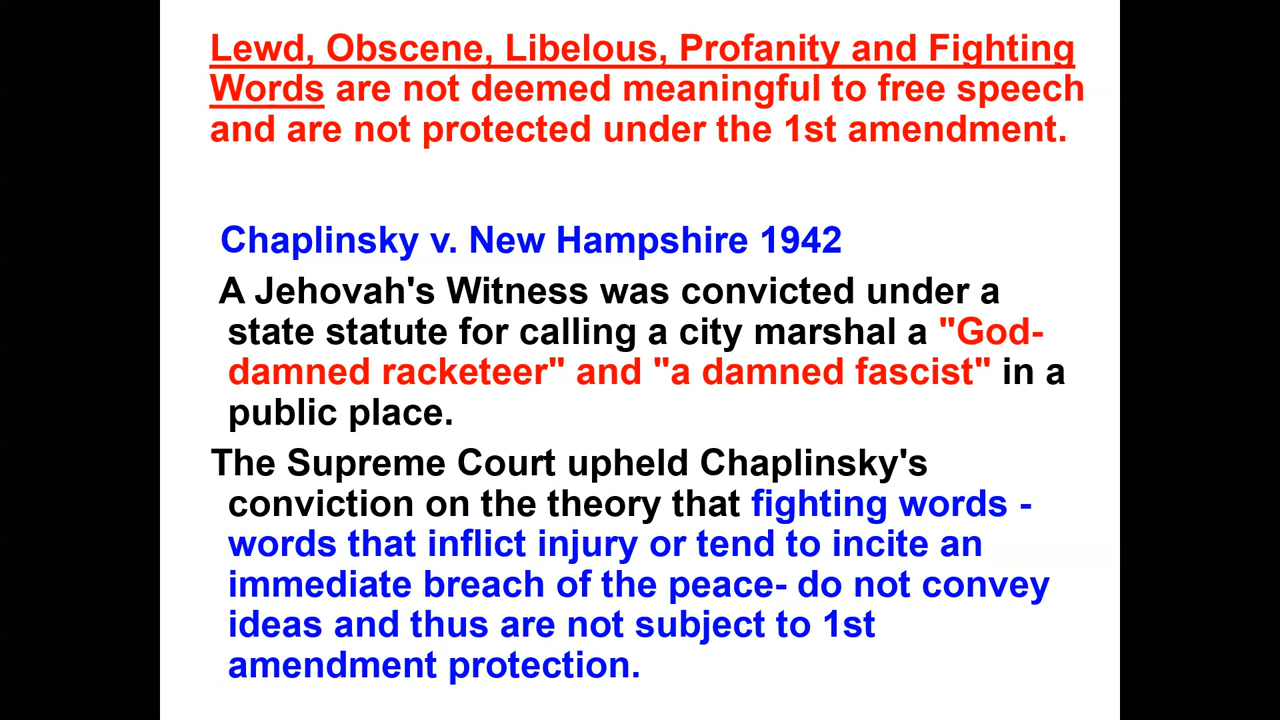 Lewd, Obscene, Libelous, Profanity and Fighting
Words are not deemed meaningful to free speech
and are not protected under the 1st amendment.
Chaplinsky v. New Hampshire 1942
A Jehovah's Witness was convicted under a
state statute for calling a city marshal a "God-
damned racketeer" and "a damned fascist" in a
public place.
The Supreme Court upheld Chaplinsky's
conviction on the theory that fighting words -
words that inflict injury or tend to incite an
immediate breach of the peace- do not convey
ideas and thus are not subject to 1st
amendment protection.